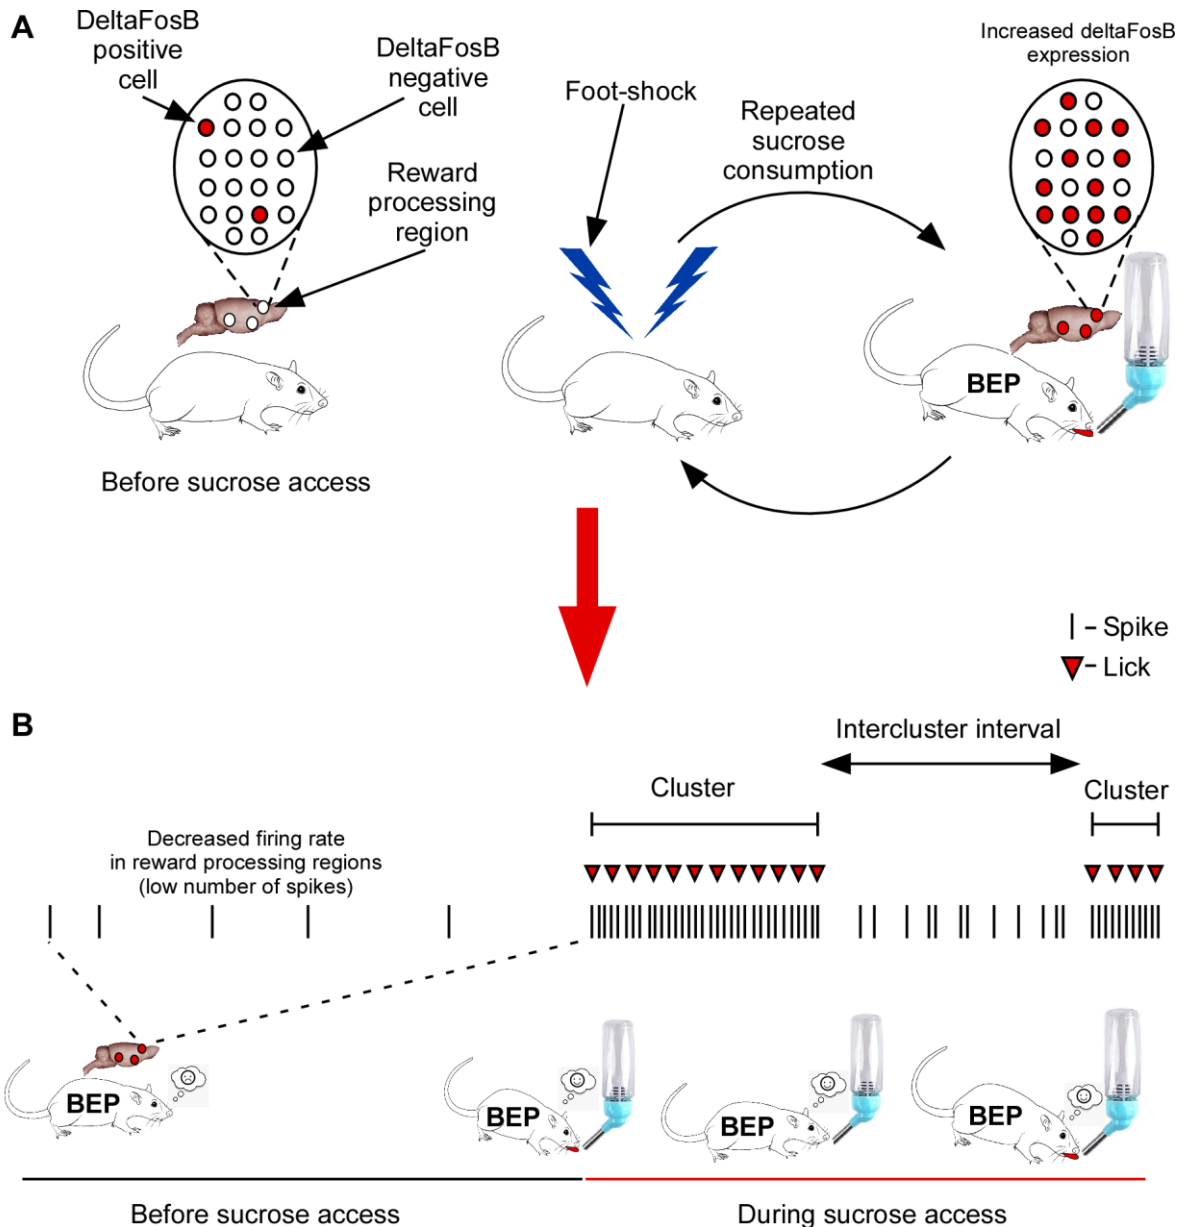 A
DeltaFosB
positive
cell
DeltaFosB
negative
cell
Reward
processing
region
Foot-shock
Repeated
sucrose
consumption
Increased deltaFosB
expression
BEP
Before sucrose access
– Spike
– Lick
B
Intercluster interval
Cluster
Cluster
Decreased firing rate
in reward processing regions
(low number of spikes)
BEP
BEP
BEP
BEP
Before sucrose access
During sucrose access